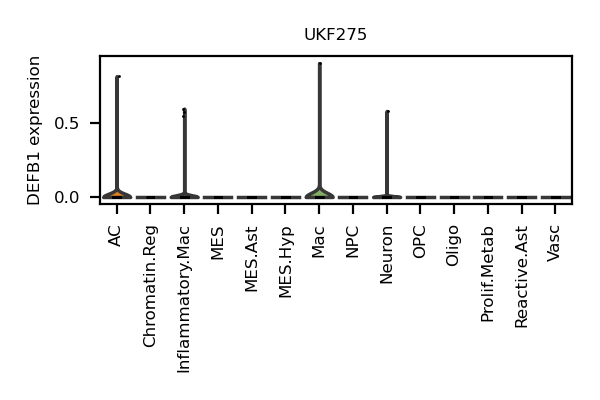 UKF275
DEFB1 expression
0.5
0.0
AC
Chromatin.Reg
Inflammatory.Mac
MES
MES.Ast
MES.Hyp
Mac
NPC
Neuron
OPC
Oligo
Prolif.Metab
Reactive.Ast
Vasc